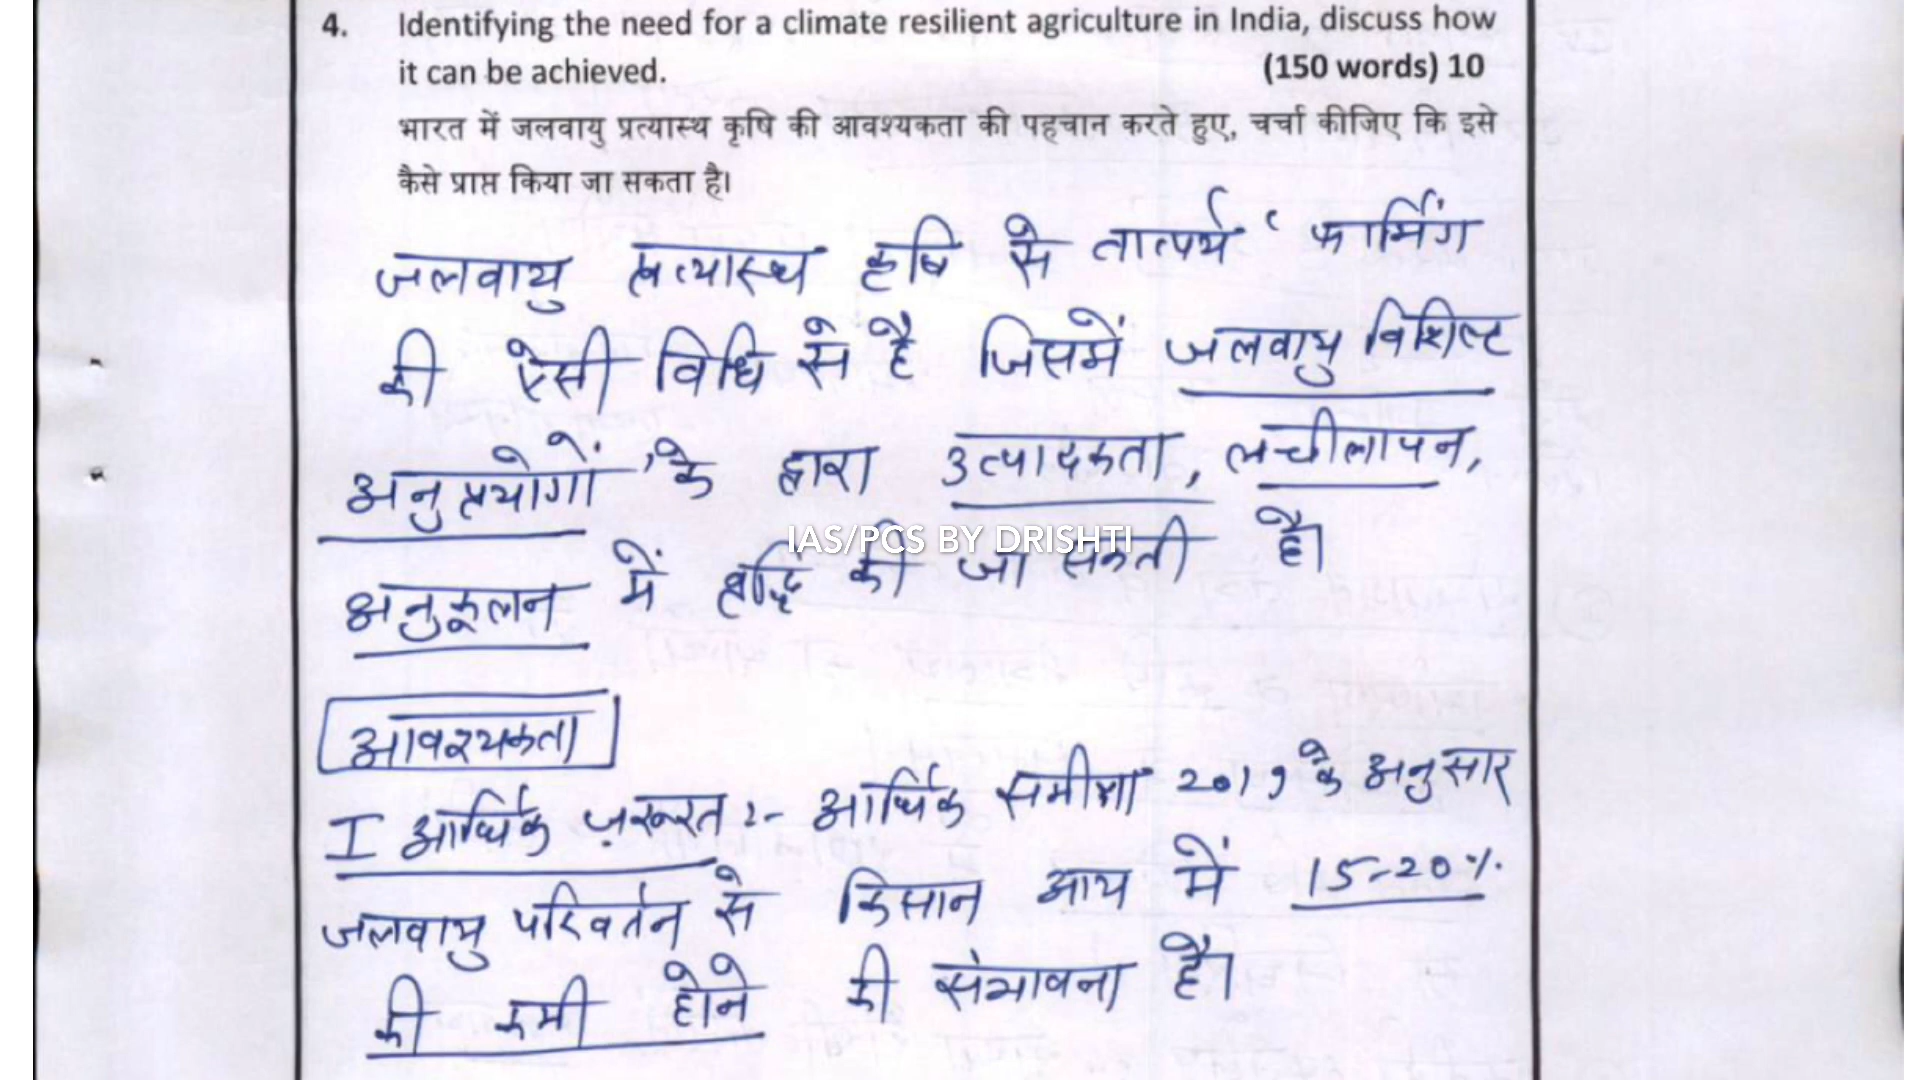 4. Identifying the need for a climate resilient agriculture in India, discuss how
it can be achieved. (150 words) 10
भारत में जलवायु प्रत्यास्थ कृषि की आवश्यकता की पहचान करते हुए, चर्चा कीजिए कि इसे
कैसे प्राप्त किया जा सकता है।
जलवायु प्रत्यास्थ कृषि से तात्पर्य ‘ फार्मिंग
की ऐसी विधि से है जिसमें जलवायु विशिष्ट
अनुप्रयोगों’ के द्वारा उत्पादकता, लचीलापन,
IAS/PCS BY DRISHTI
अनुकूलन में वृद्धि की जा सकती है।
आवश्यकता
I आर्थिक ज़रूरत :- आर्थिक समीक्षा 2019 के अनुसार
जलवायु परिवर्तन से किसान आय में 15-20%
की कमी होने की संभावना है।